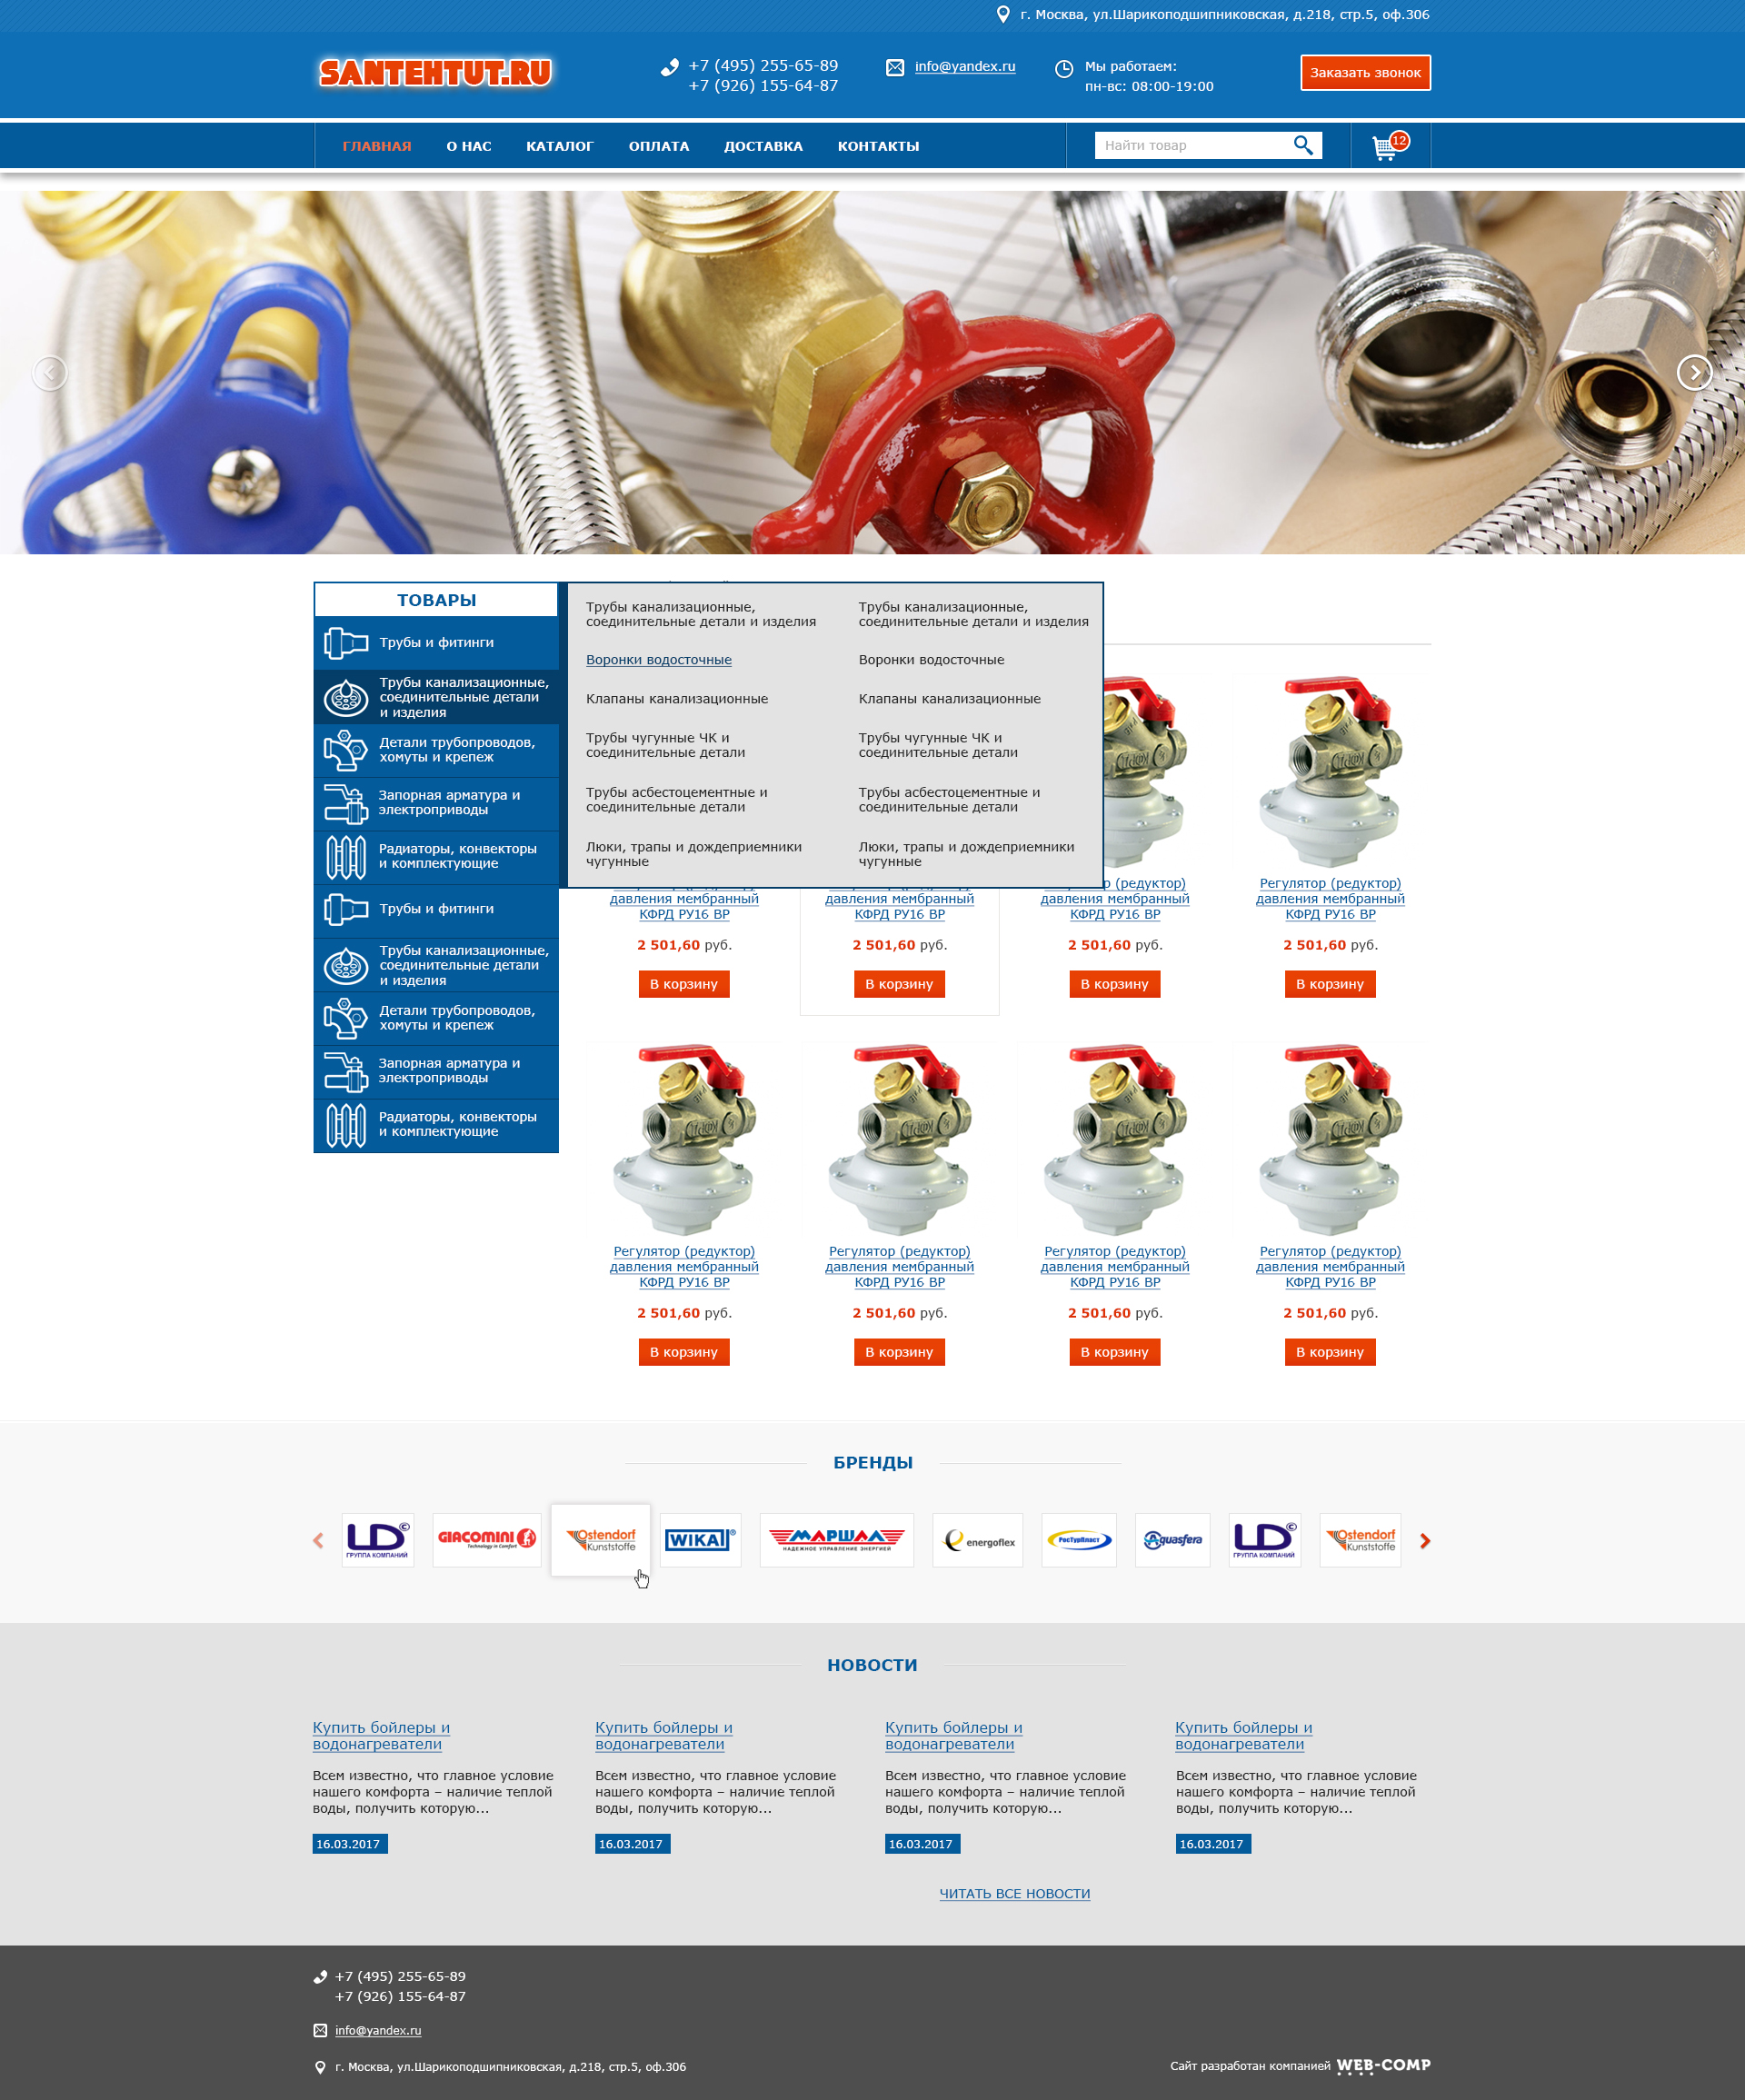 г. Москва, ул.Шарикоподшипниковская, д.218, стр.5, оф.306
SANTEHTUT.RU
+7 (495) 255-65-89
+7 (926) 155-64-87
info@yandex.ru
Мы работаем:
пн-вс: 08:00-19:00
Заказать звонок
ГЛАВНАЯ
О НАС
КАТАЛОГ
ОПЛАТА
ДОСТАВКА
КОНТАКТЫ
Найти товар
12
ТОВАРЫ
Трубы и фитинги
Трубы канализационные,
соединительные детали
и изделия
Детали трубопроводов,
хомуты и крепеж
Запорная арматура и
электроприводы
Радиаторы, конвекторы
и комплектующие
Трубы и фитинги
Трубы канализационные,
соединительные детали
и изделия
Детали трубопроводов,
хомуты и крепеж
Запорная арматура и
электроприводы
Радиаторы, конвекторы
и комплектующие
Трубы канализационные,
соединительные детали и изделия
Воронки водосточные
Клапаны канализационные
Трубы чугунные ЧК и
соединительные детали
Трубы асбестоцементные и
соединительные детали
Люки, трапы и дождеприемники
чугунные
Трубы канализационные,
соединительные детали и изделия
Воронки водосточные
Клапаны канализационные
Трубы чугунные ЧК и
соединительные детали
Трубы асбестоцементные и
соединительные детали
Люки, трапы и дождеприемники
чугунные
давления мембранный
КФРД РУ16 ВР
2 501,60 руб.
В корзину
давления мембранный
КФРД РУ16 ВР
2 501,60 руб.
В корзину
(редуктор)
давления мембранный
КФРД РУ16 ВР
2 501,60 руб.
В корзину
Регулятор (редуктор)
давления мембранный
КФРД РУ16 ВР
2 501,60 руб.
В корзину
Регулятор (редуктор)
давления мембранный
КФРД РУ16 ВР
2 501,60 руб.
В корзину
Регулятор (редуктор)
давления мембранный
КФРД РУ16 ВР
2 501,60 руб.
В корзину
Регулятор (редуктор)
давления мембранный
КФРД РУ16 ВР
2 501,60 руб.
В корзину
Регулятор (редуктор)
давления мембранный
КФРД РУ16 ВР
2 501,60 руб.
В корзину
БРЕНДЫ
LD©
ГРУППА КОМПАНИЙ
GIACOMINI
Technology in Comfort
Ostendorf
Kunststoffe
WIKA
МАРШАЛ
НАДЕЖНОЕ УПРАВЛЕНИЕ ЭНЕРГИЕЙ
energoflex
РосТурПласт
Aquasfera
LD©
ГРУППА КОМПАНИЙ
Ostendorf
Kunststoffe
НОВОСТИ
Купить бойлеры и
водонагреватели
Всем известно, что главное условие
нашего комфорта – наличие теплой
воды, получить которую...
16.03.2017
Купить бойлеры и
водонагреватели
Всем известно, что главное условие
нашего комфорта – наличие теплой
воды, получить которую...
16.03.2017
Купить бойлеры и
водонагреватели
Всем известно, что главное условие
нашего комфорта – наличие теплой
воды, получить которую...
16.03.2017
Купить бойлеры и
водонагреватели
Всем известно, что главное условие
нашего комфорта – наличие теплой
воды, получить которую...
16.03.2017
ЧИТАТЬ ВСЕ НОВОСТИ
+7 (495) 255-65-89
+7 (926) 155-64-87
info@yandex.ru
г. Москва, ул.Шарикоподшипниковская, д.218, стр.5, оф.306
Сайт разработан компанией WEB-COMP